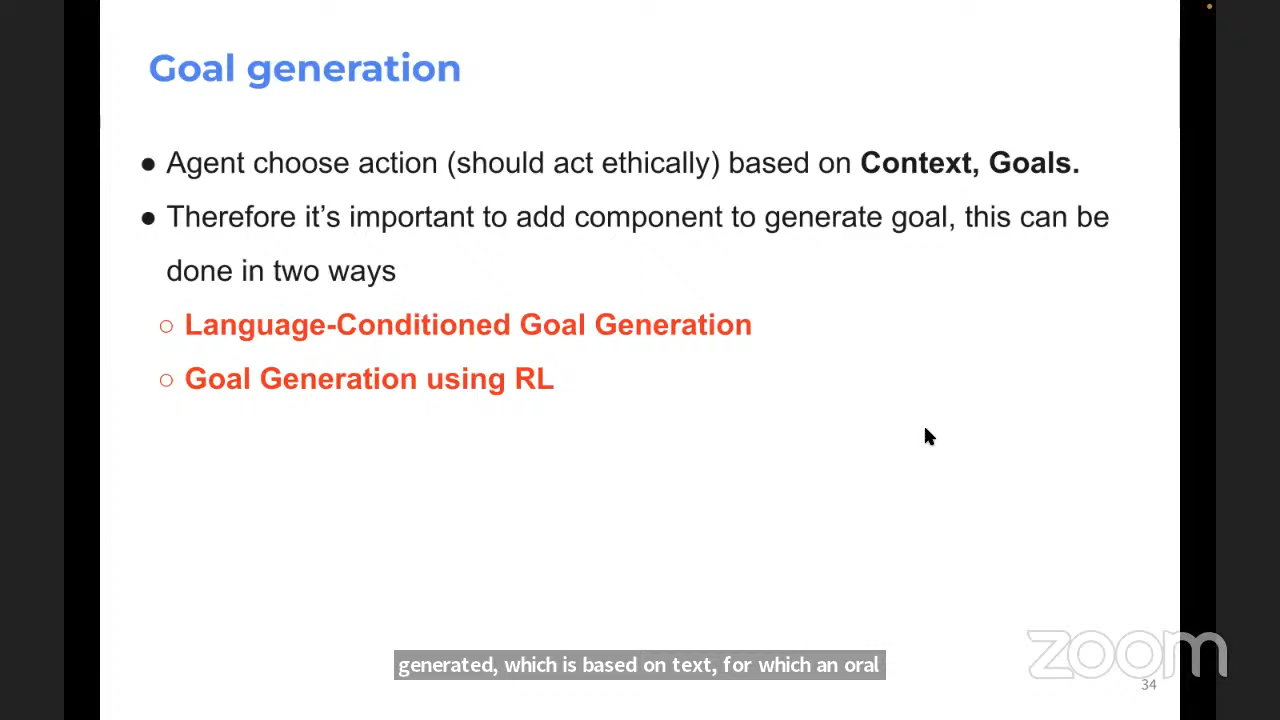 Goal generation
● Agent choose action (should act ethically) based on Context, Goals.
● Therefore it’s important to add component to generate goal, this can be
done in two ways
○ Language-Conditioned Goal Generation
○ Goal Generation using RL
generated, which is based on text, for which an oral
zoom
34